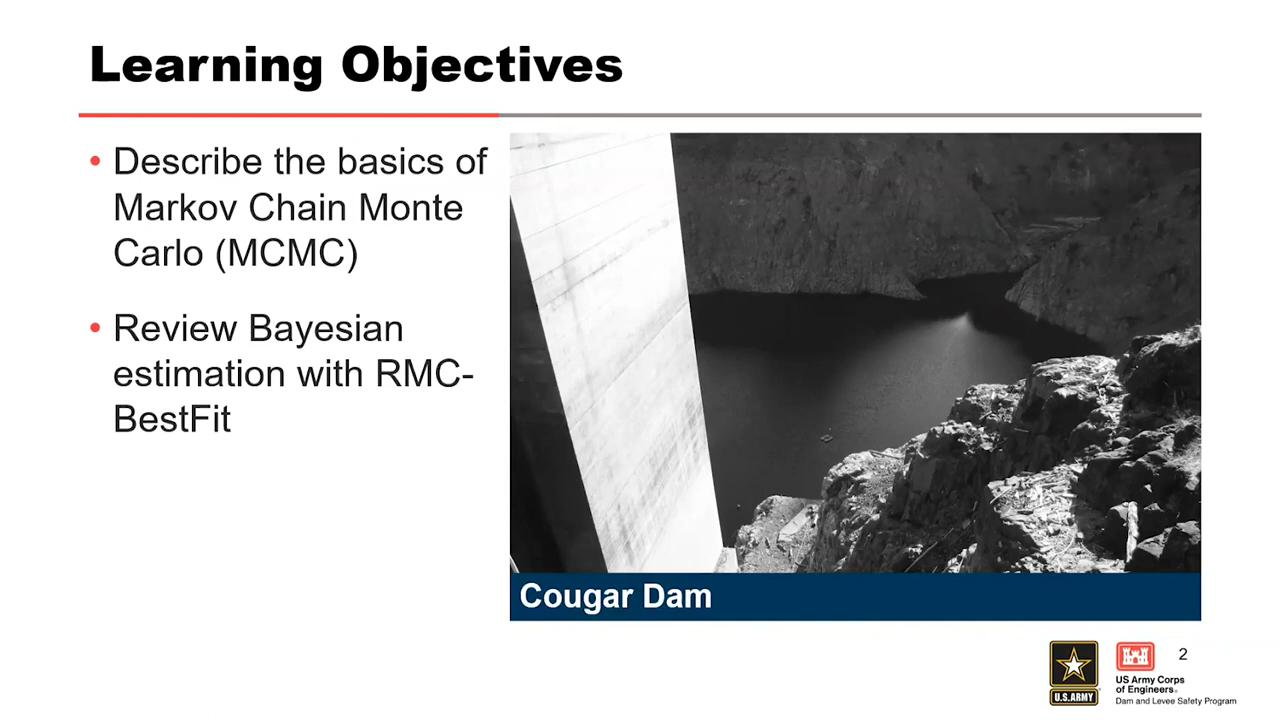 Learning Objectives
• Describe the basics of
Markov Chain Monte
Carlo (MCMC)
• Review Bayesian
estimation with RMC-
BestFit
Cougar Dam
U.S.ARMY
US Army Corps
of Engineers®
Dam and Levee Safety Program
2